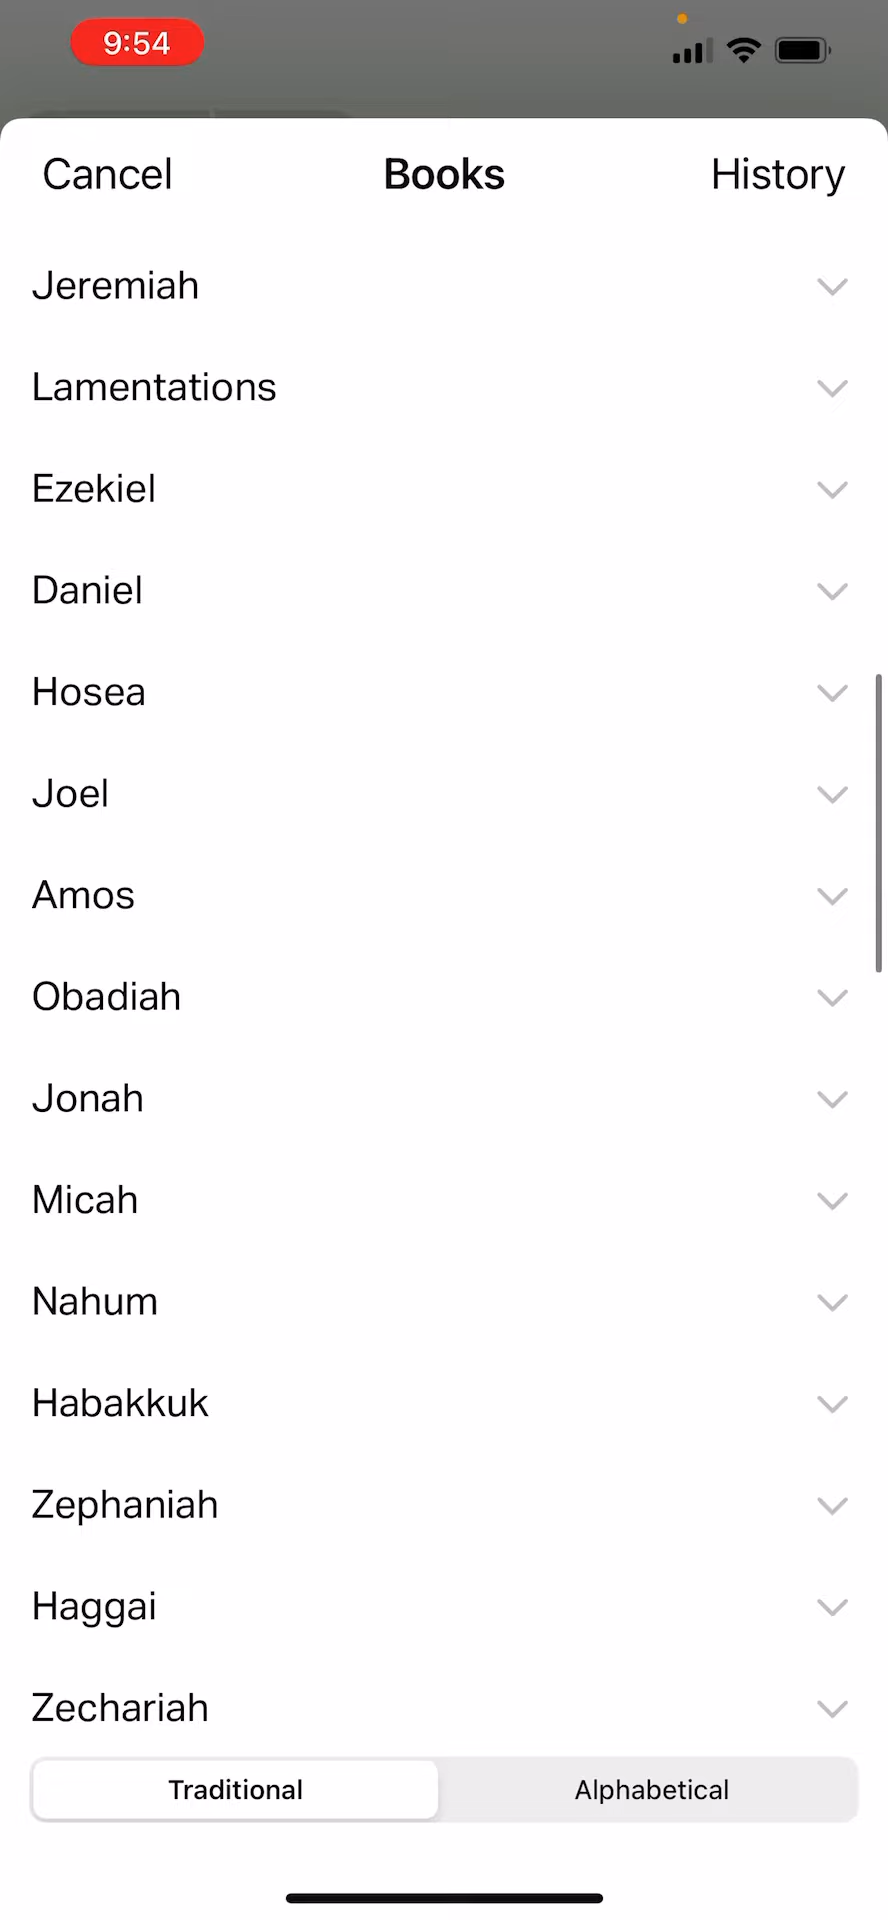 9:54
Cancel Books History
Jeremiah
Lamentations
Ezekiel
Daniel
Hosea
Joel
Amos
Obadiah
Jonah
Micah
Nahum
Habakkuk
Zephaniah
Haggai
Zechariah
Traditional Alphabetical